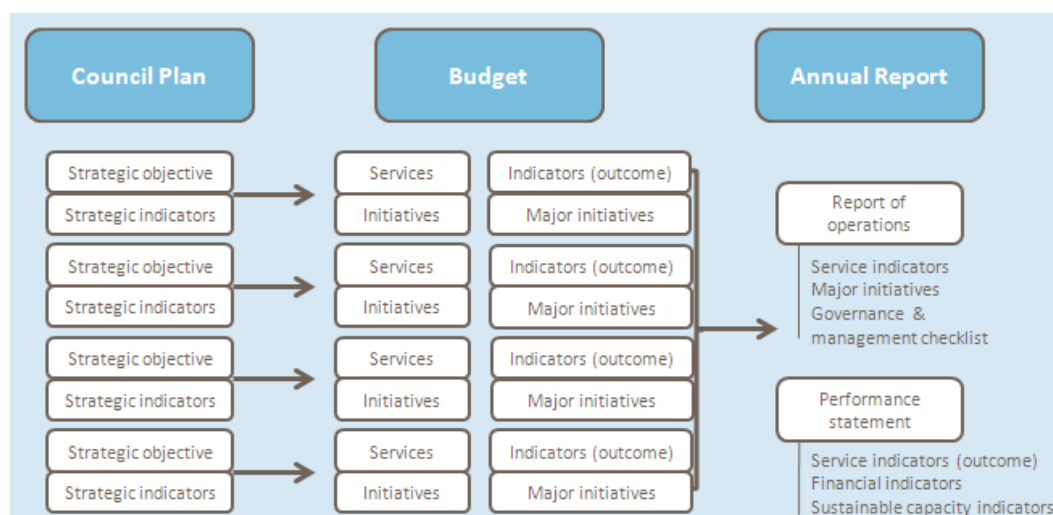 Council Plan
Budget
Annual Report
Strategic objective
Strategic indicators
Services
Initiatives
Indicators (outcome)
Major initiatives
Strategic objective
Strategic indicators
Services
Initiatives
Indicators (outcome)
Major initiatives
Strategic objective
Strategic indicators
Services
Initiatives
Indicators (outcome)
Major initiatives
Strategic objective
Strategic indicators
Services
Initiatives
Indicators (outcome)
Major initiatives
Report of
operations
Service indicators
Major initiatives
Governance &
management checklist
Performance
statement
Service indicators (outcome)
Financial indicators
Sustainable capacity indicators